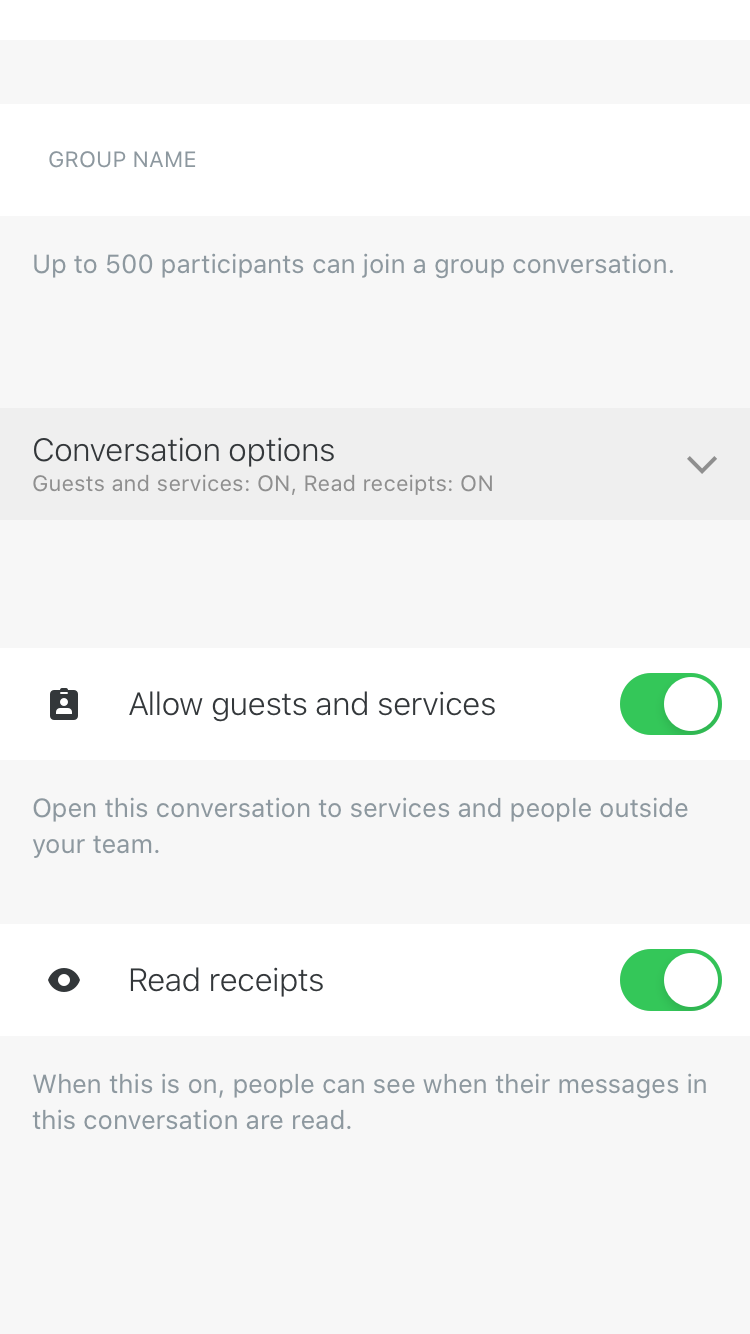 GROUP NAME
Up to 500 participants can join a group conversation.
Conversation options
Guests and services: ON, Read receipts: ON
Allow guests and services
Open this conversation to services and people outside
your team.
Read receipts
When this is on, people can see when their messages in
this conversation are read.